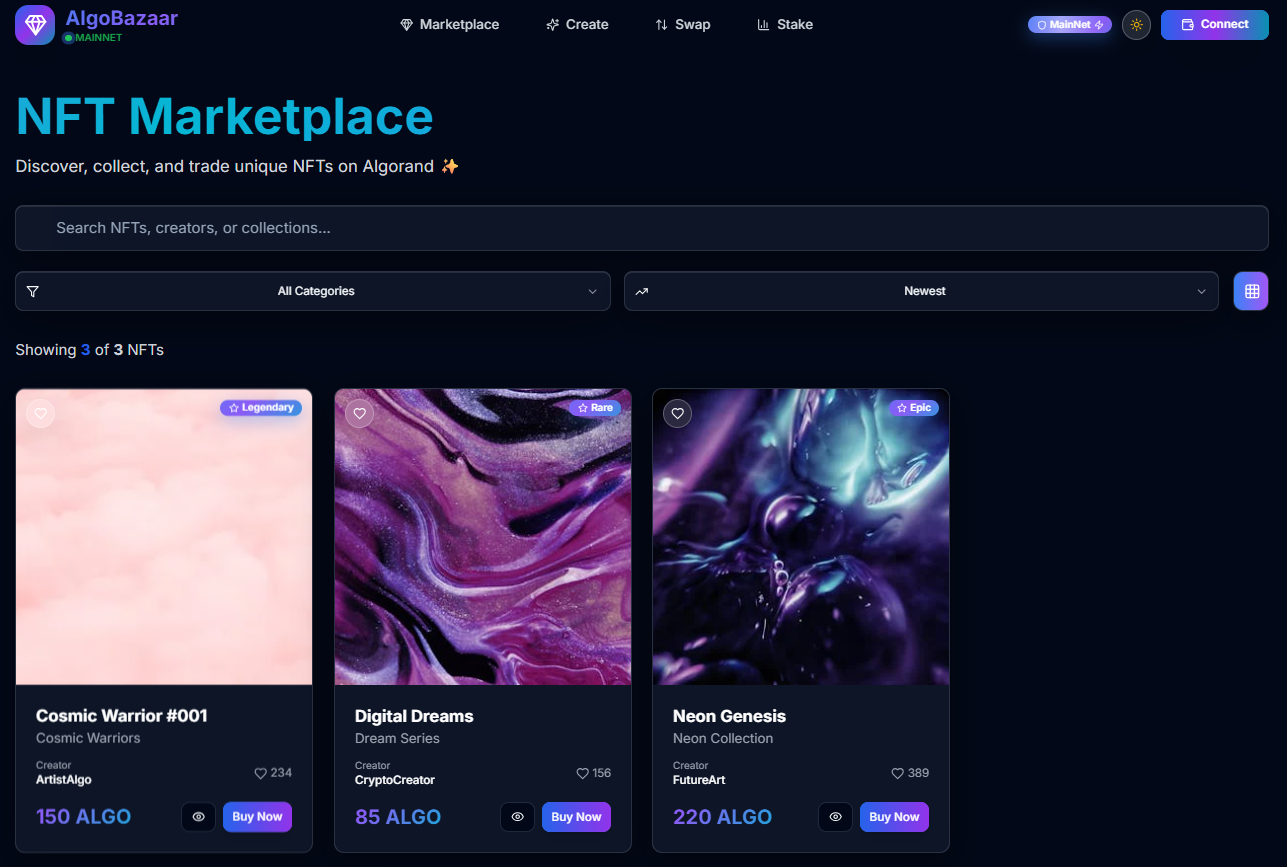 AlgoBazaar
MAINNET
Marketplace
Create
Swap
Stake
MainNet
Connect
NFT Marketplace
Discover, collect, and trade unique NFTs on Algorand ✨
Search NFTs, creators, or collections...
All Categories
Newest
Showing 3 of 3 NFTs
Legendary
Cosmic Warrior #001
Cosmic Warriors
Creator
ArtistAlgo
234
150 ALGO
Buy Now
Rare
Digital Dreams
Dream Series
Creator
CryptoCreator
156
85 ALGO
Buy Now
Epic
Neon Genesis
Neon Collection
Creator
FutureArt
389
220 ALGO
Buy Now